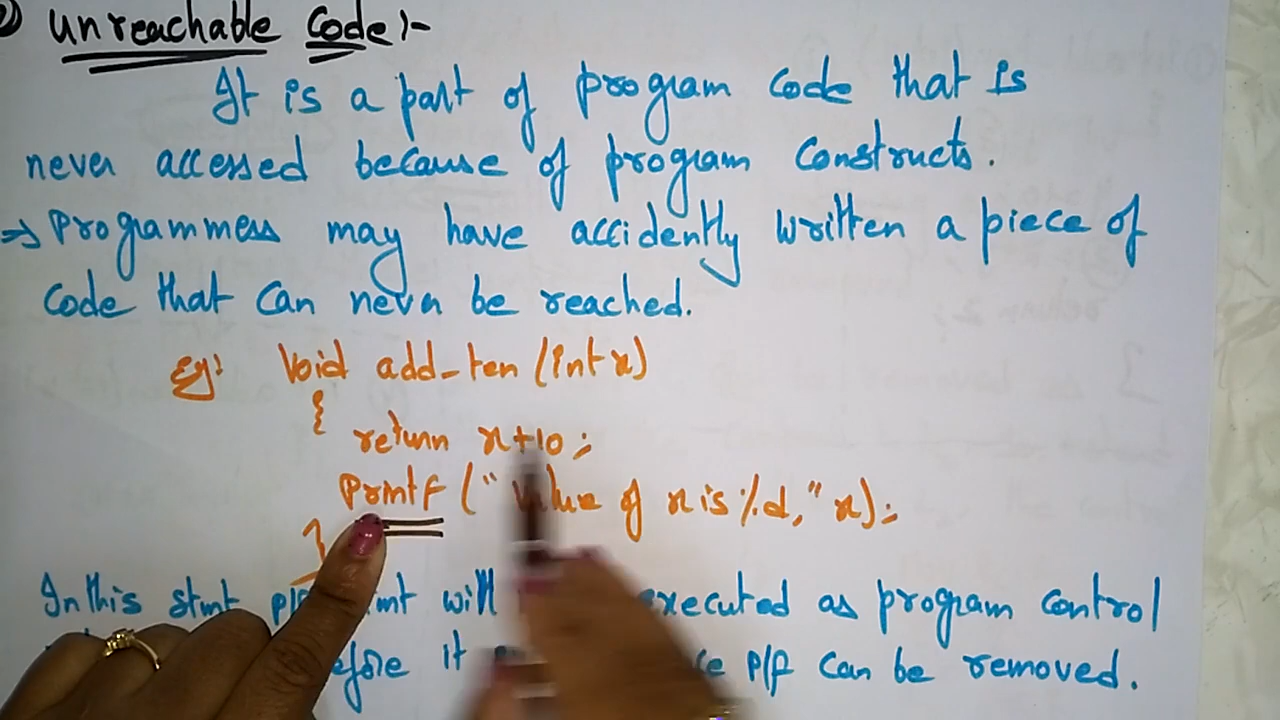 Unreachable Code:-
It is a part of program code that is
never accessed because of program constructs.
⇒ Programmers may have accidently written a piece of
code that can never be reached.
Eg: Void add_ten (int x)
{
return x+10;
Printf ("Value of x is %d," x);
}
In this stmt will executed as program control
it P/f can be removed.